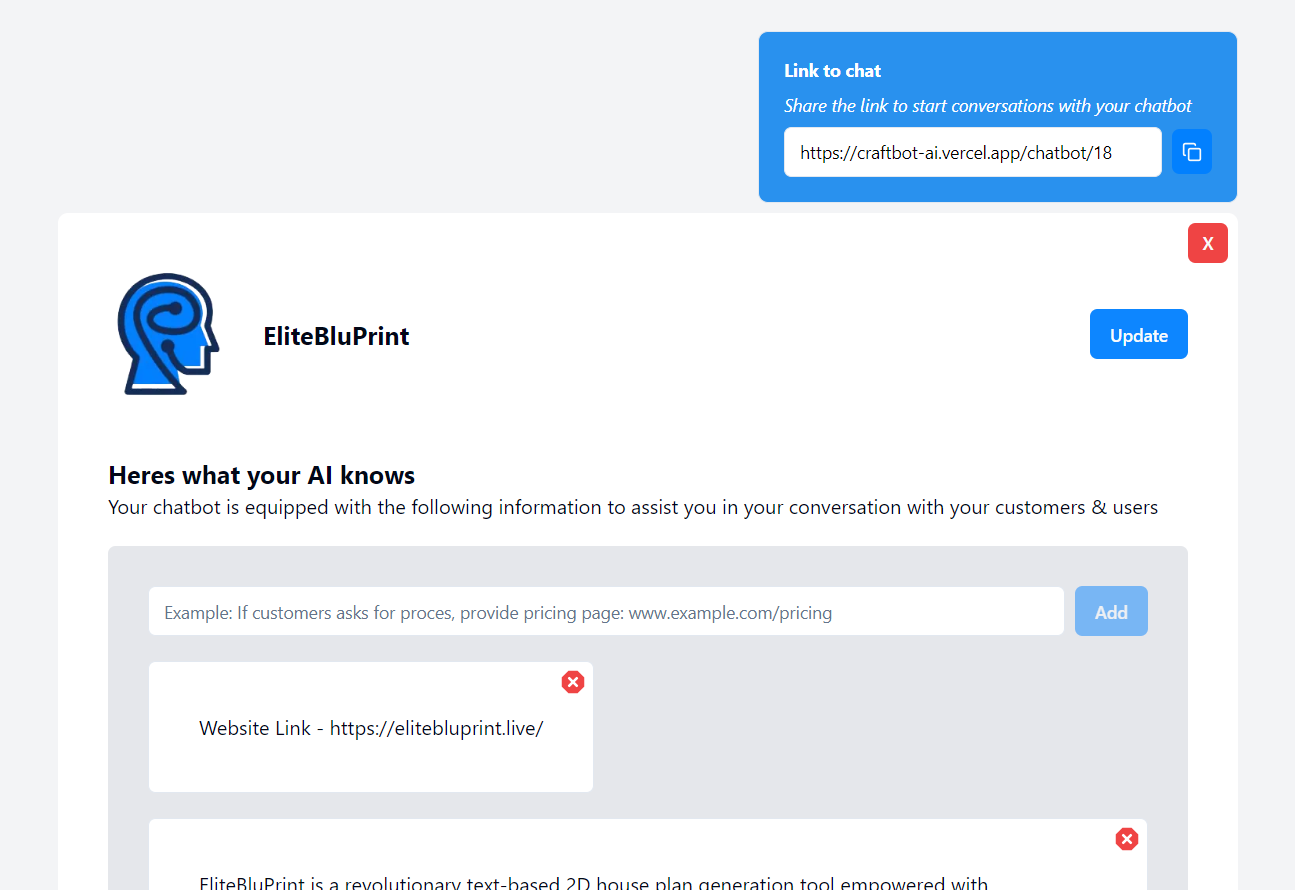 Link to chat
Share the link to start conversations with your chatbot
https://craftbot-ai.vercel.app/chatbot/18
X
EliteBluPrint
Update
Heres what your AI knows
Your chatbot is equipped with the following information to assist you in your conversation with your customers & users
Example: If customers asks for proces, provide pricing page: www.example.com/pricing
Add
Website Link - https://elitebluprint.live/
EliteBluPrint is a revolutionary text-based 2D house plan generation tool empowered with